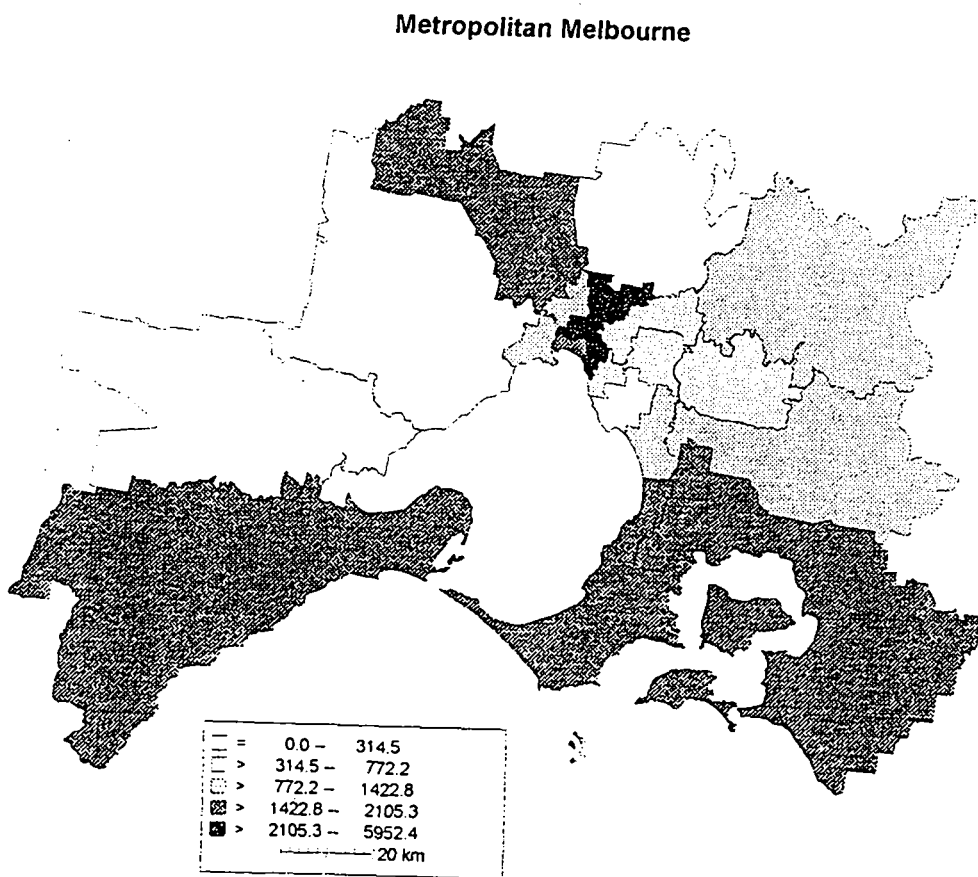 Metropolitan Melbourne
= 0.0 – 314.5
> 314.5 – 772.2
> 772.2 – 1422.8
> 1422.8 – 2105.3
> 2105.3 – 5952.4
20 km